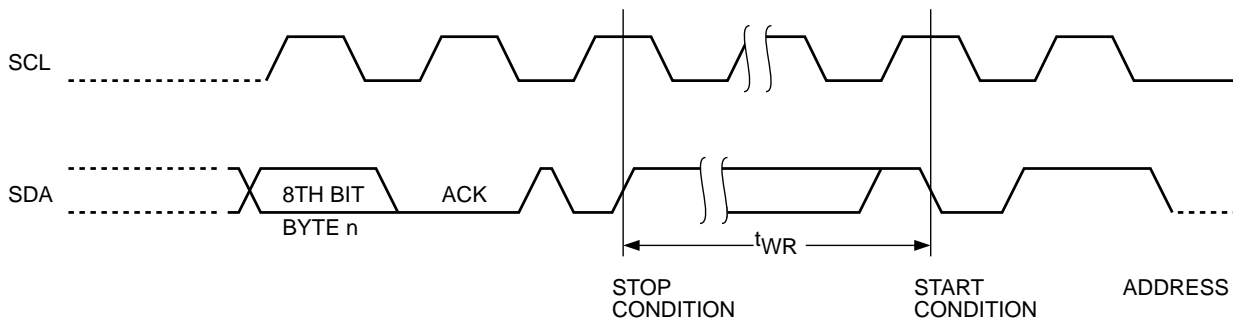 SCL
SDA
8TH BIT
ACK
BYTE n
tWR
STOP
CONDITION
START
CONDITION
ADDRESS